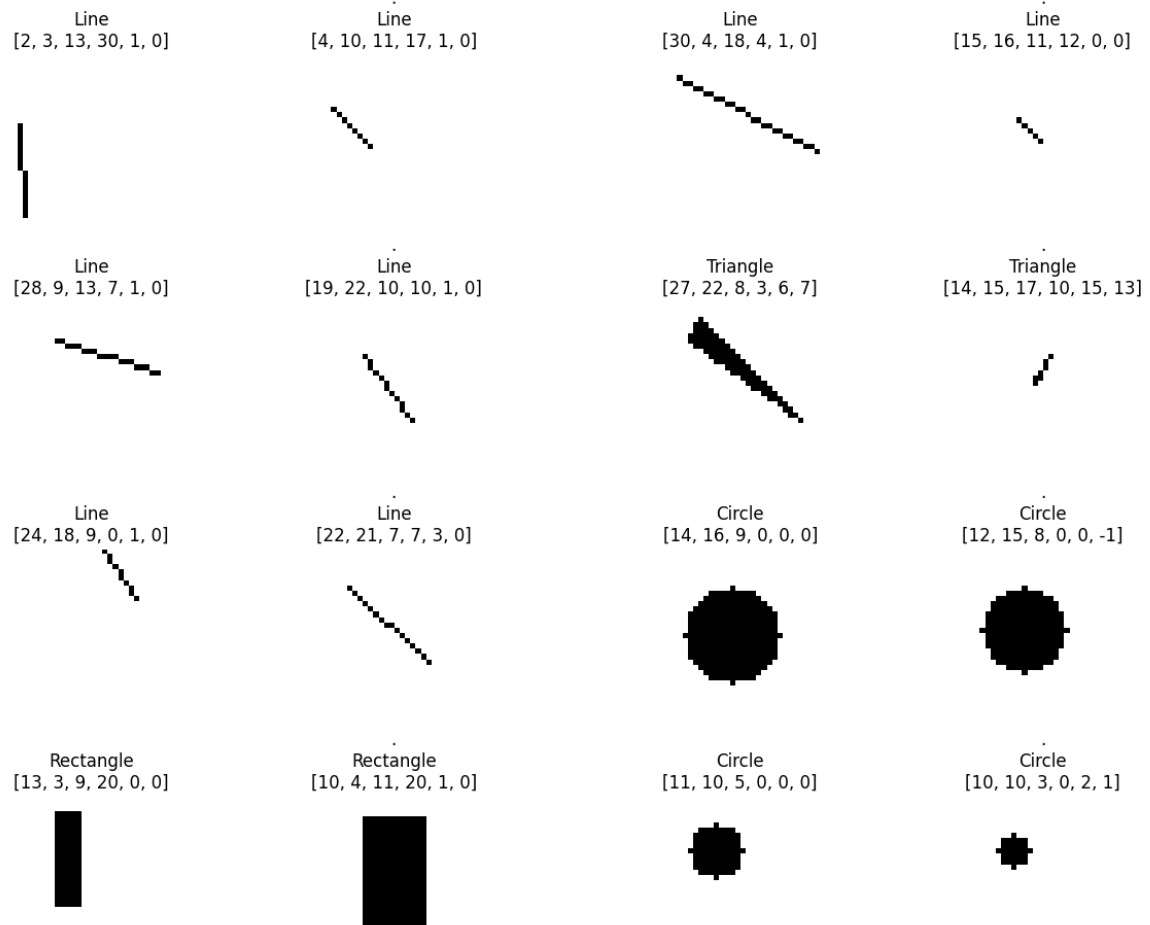 Line Line Line Line
[2, 3, 13, 30, 1, 0] [4, 10, 11, 17, 1, 0] [30, 4, 18, 4, 1, 0] [15, 16, 11, 12, 0, 0]
Line Line Triangle Triangle
[28, 9, 13, 7, 1, 0] [19, 22, 10, 10, 1, 0] [27, 22, 8, 3, 6, 7] [14, 15, 17, 10, 15, 13]
Line Line Circle Circle
[24, 18, 9, 0, 1, 0] [22, 21, 7, 7, 3, 0] [14, 16, 9, 0, 0, 0] [12, 15, 8, 0, 0, -1]
Rectangle Rectangle Circle Circle
[13, 3, 9, 20, 0, 0] [10, 4, 11, 20, 1, 0] [11, 10, 5, 0, 0, 0] [10, 10, 3, 0, 2, 1]